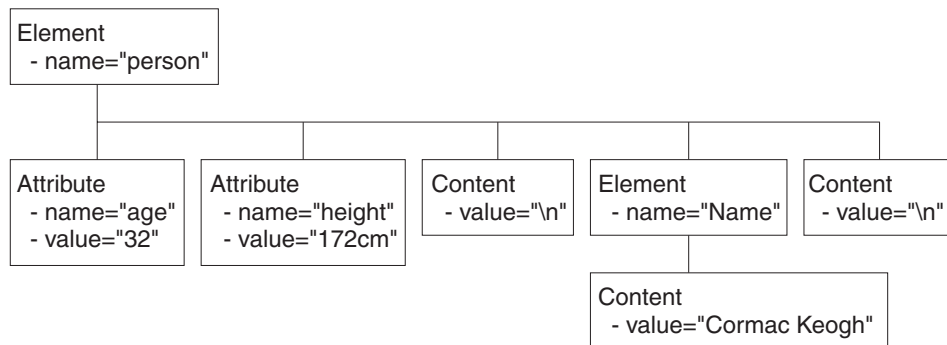 Element
- name="person"
Attribute
- name="age"
- value="32"
Attribute
- name="height"
- value="172cm"
Content
- value="\n"
Element
- name="Name"
Content
- value="\n"
Content
- value="Cormac Keogh"